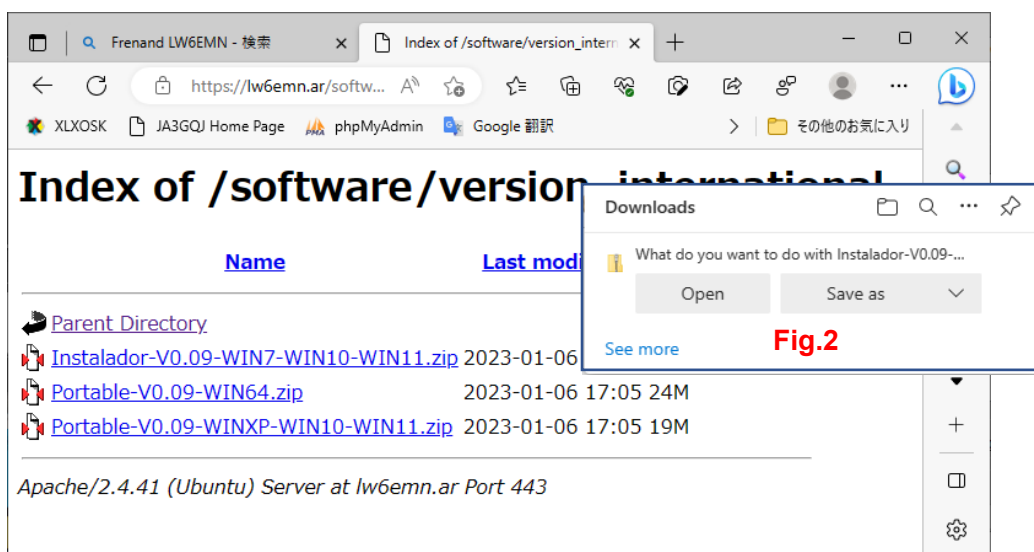 Frenand LW6EMN - 検索
Index of /software/version_intern
https://lw6emn.ar/softw...
XLXOSK
JA3GQJ Home Page
phpMyAdmin
Google 翻訳
その他のお気に入り
Index of /software/version_international
Downloads
What do you want to do with Instalador-V0.09-...
Open
Save as
See more
Fig.2
Name
Last modi
Parent Directory
Instalador-V0.09-WIN7-WIN10-WIN11.zip 2023-01-06
Portable-V0.09-WIN64.zip 2023-01-06 17:05 24M
Portable-V0.09-WINXP-WIN10-WIN11.zip 2023-01-06 17:05 19M
Apache/2.4.41 (Ubuntu) Server at lw6emn.ar Port 443